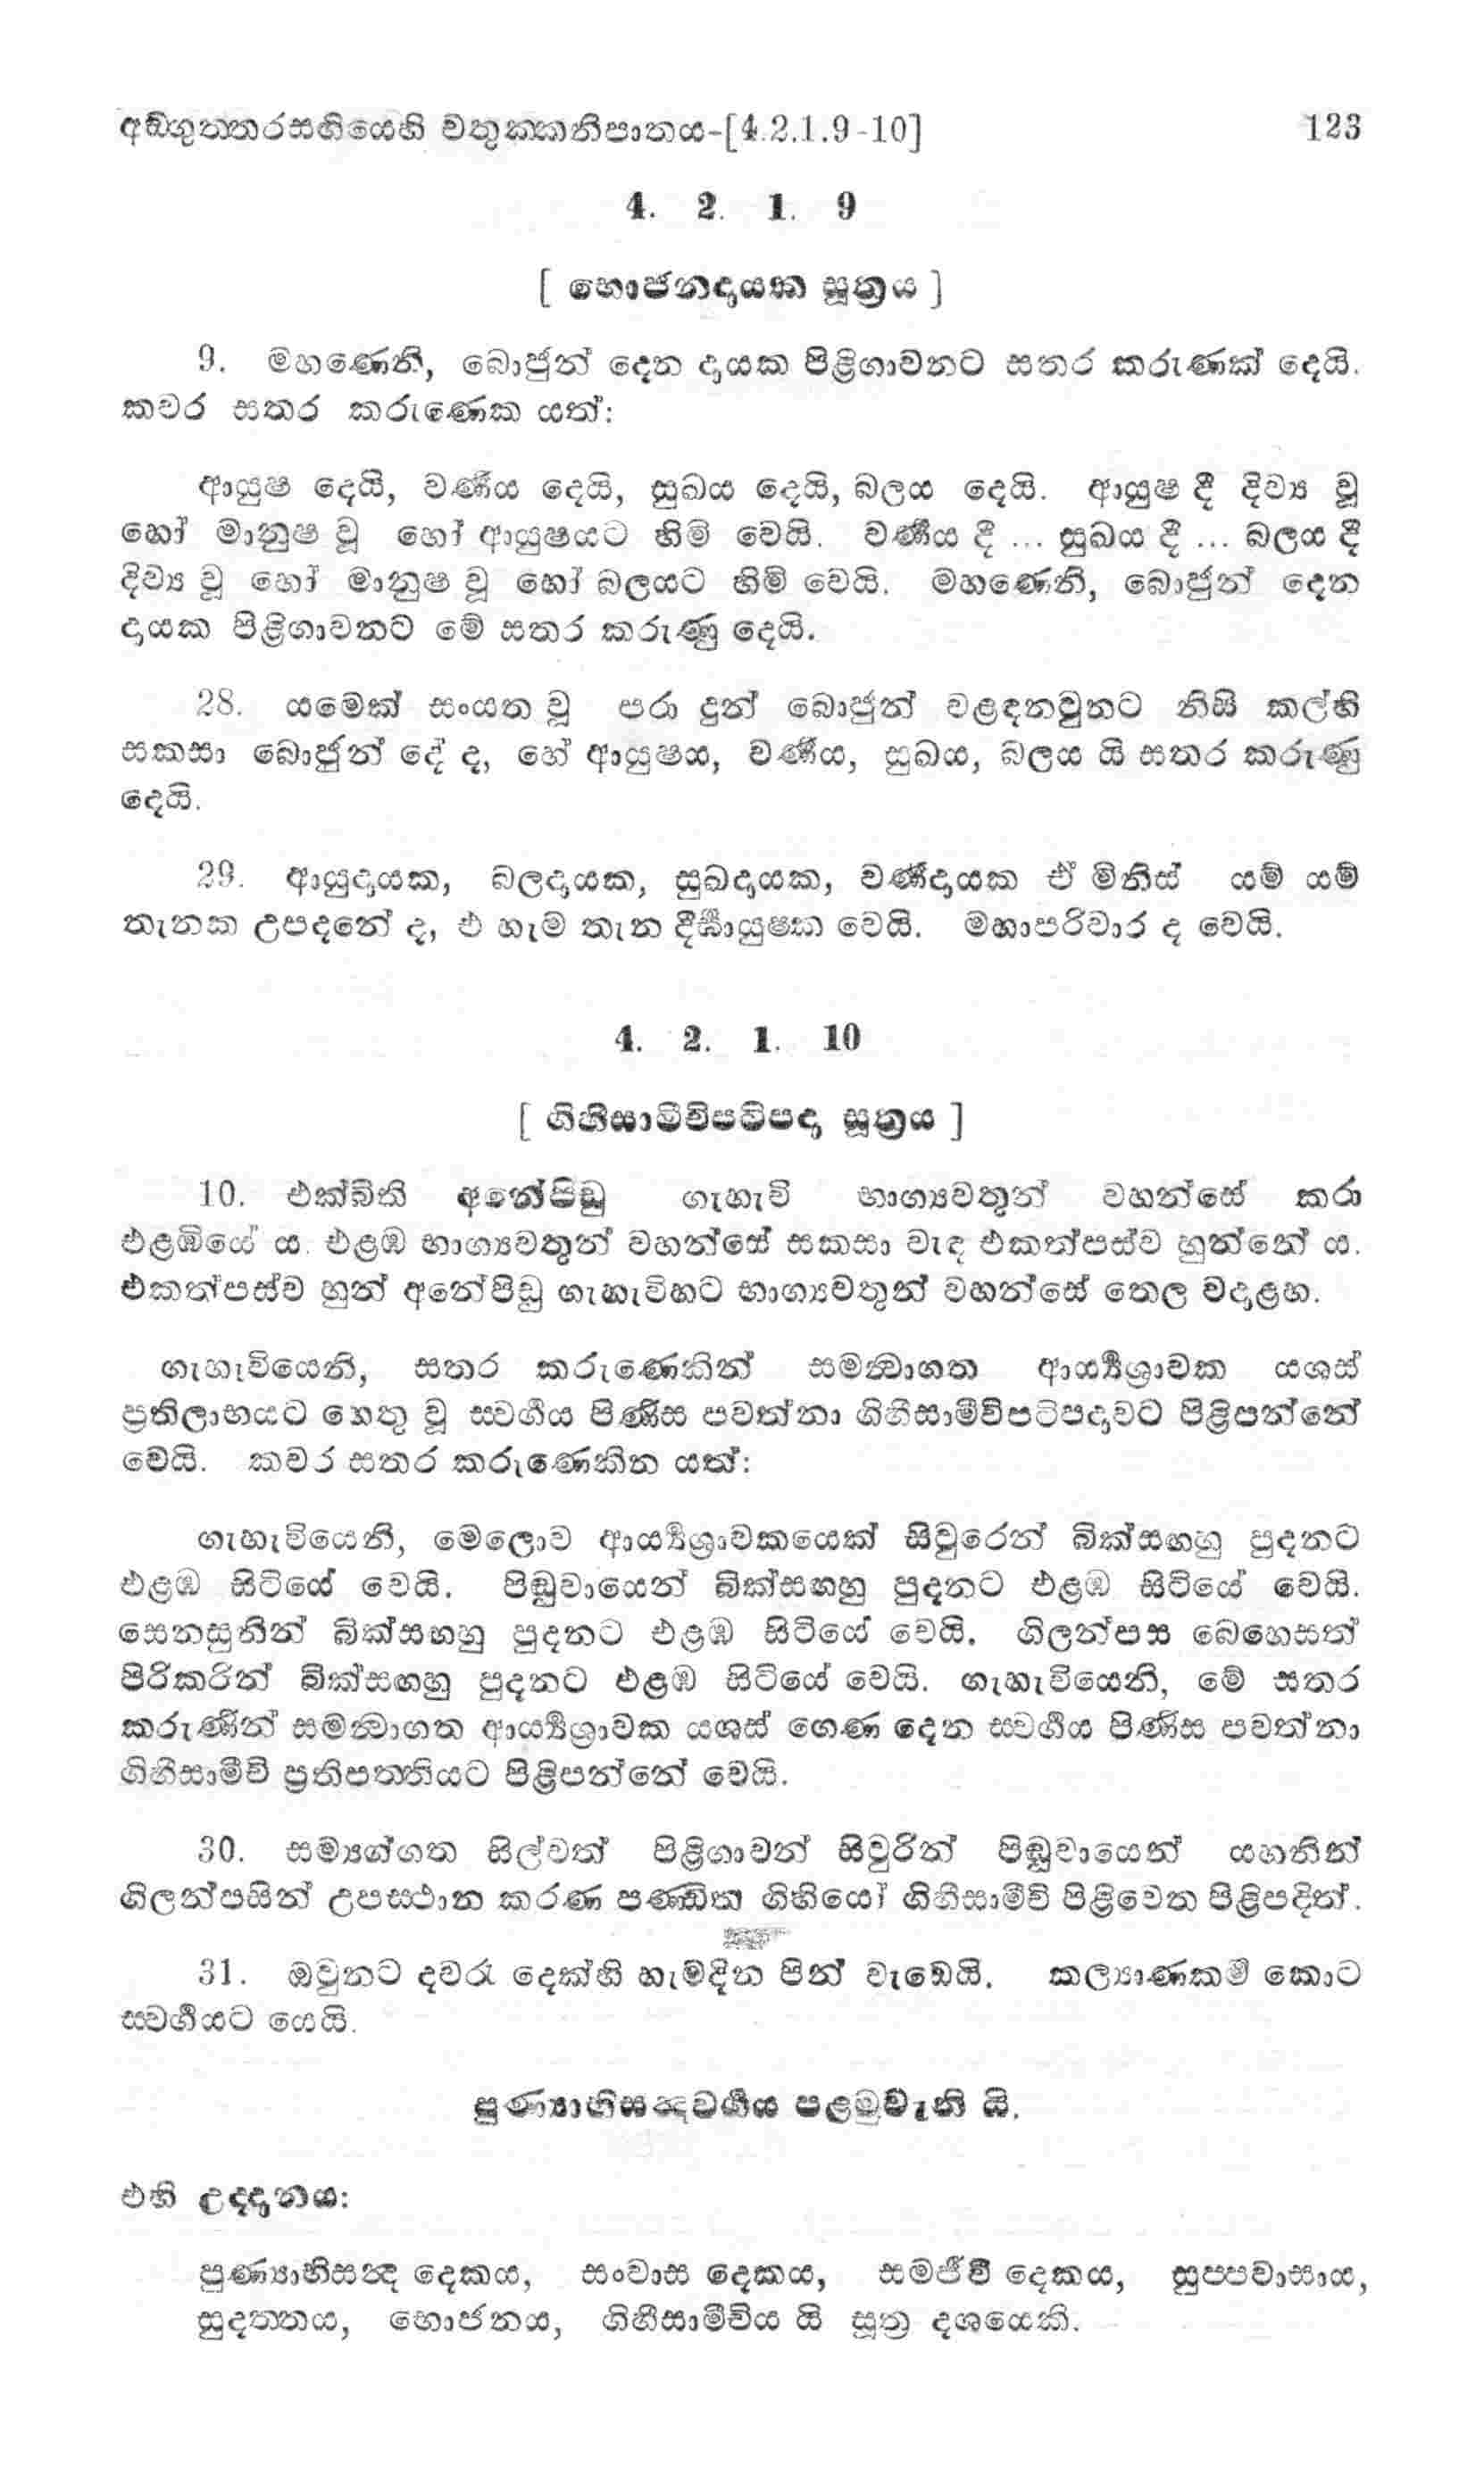 අඞ්ගුත්තරසඟියෙහි චතුක්කනිපාතය-[4.2.1.9-10] 123
4. 2. 1. 9
[ භොජනදායක සූත්‍රය ]
9. මහණෙනි, බොජුන් දෙන දායක පිළිගාවනට සතර කරුණක් දෙයි.
කවර සතර කරුණෙක යත්:
ආයුෂ දෙයි, වර්ණය දෙයි, සුඛය දෙයි, බලය දෙයි. ආයුෂ දී දිව්‍ය වූ
හෝ මානුෂ වූ හෝ ආයුෂයට හිමි වෙයි. වර්ණය දී ... සුඛය දී ... බලය දී
දිව්‍ය වූ හෝ මානුෂ වූ හෝ බලයට හිමි වෙයි. මහණෙනි, බොජුන් දෙන
දායක පිළිගාවනට මේ සතර කරුණු දෙයි.
28. යමෙක් සංයත වූ පරා දුන් බොජුන් වළඳනවුනට නිසි කල්හි
සකසා බොජුන් දේ ද, හේ ආයුෂය, වර්ණය, සුඛය, බලය යි සතර කරුණු
දෙයි.
29. ආයුදායක, බලදායක, සුඛදායක, වර්ණදායක ඒ මිනිස් යම් යම්
තැනක උපදනේ ද, එ හැම තැන දීර්ඝායුෂ්ක වෙයි. මහාපරිවාර ද වෙයි.
4. 2. 1. 10
[ ගිහිසාමීචිපටිපදා සූත්‍රය ]
10. එක්බිති අනේපිඬු ගැහැවි භාග්‍යවතුන් වහන්සේ කරා
එළඹියේ ය. එළඹ භාග්‍යවතුන් වහන්සේ සකසා වැඳ එකත්පස්ව හුන්නේ ය.
එකත්පස්ව හුන් අනේපිඬු ගැහැවිහට භාග්‍යවතුන් වහන්සේ තෙල වදාළහ.
ගැහැවියෙනි, සතර කරුණෙකින් සමන්වාගත ආර්‍ය්‍යශ්‍රාවක යශස්
ප්‍රතිලාභයට හෙතු වූ ස්වර්ගය පිණිස පවත්නා ගිහිසාමීචිපටිපදාවට පිළිපන්නේ
වෙයි. කවර සතර කරුණෙකින යත්:
ගැහැවියෙනි, මෙලොව ආර්‍ය්‍යශ්‍රාවකයෙක් සිවුරෙන් බික්සඟහු පුදනට
එළඹ සිටියේ වෙයි. පිඬුවායෙන් බික්සඟහු පුදනට එළඹ සිටියේ වෙයි.
සෙනසුනින් බික්සඟහු පුදනට එළඹ සිටියේ වෙයි. ගිලන්පස බෙහෙසත්
පිරිකරින් බික්සඟහු පුදනට එළඹ සිටියේ වෙයි. ගැහැවියෙනි, මේ සතර
කරුණින් සමන්වාගත ආර්‍ය්‍යශ්‍රාවක යශස් ගෙණ දෙන ස්වර්ගය පිණිස පවත්නා
ගිහිසාමීචි ප්‍රතිපත්තියට පිළිපන්නේ වෙයි.
30. සම්‍යග්ගත සිල්වත් පිළිගාවන් සිවුරින් පිඬුවායෙන් යහනින්
ගිලන්පසින් උපස්ථාන කරණ පණ්ඩිත ගිහියෝ ගිහිසාමීචි පිළිවෙත පිළිපදිත්.
31. ඔවුනට දවරෑ දෙක්හි හැම්දින පින් වැඩෙයි. කල්‍යාණකර්ම කොට
ස්වර්ගයට යෙයි.
පුණ්‍යාභිසන්දවර්ගය පළමුවැනි යි.
එහි උද්දානය:
පුණ්‍යාභිසන්ද දෙකය, සංවාස දෙකය, සමජීවී දෙකය, සුප්පවාසාය,
සුදත්තය, භොජනය, ගිහිසාමීචිය යි සූත්‍ර දශයෙකි.